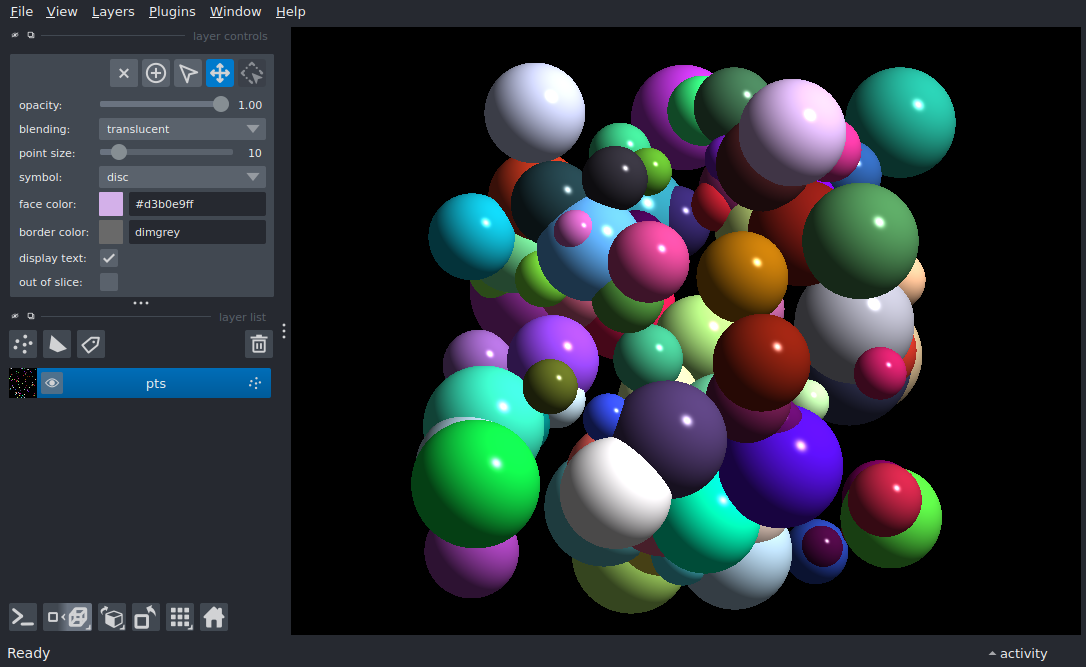 File View Layers Plugins Window Help
layer controls
opacity: 1.00
blending: translucent
point size: 10
symbol: disc
face color: #d3b0e9ff
border color: dimgrey
display text:
out of slice:
layer list
pts
Ready
activity